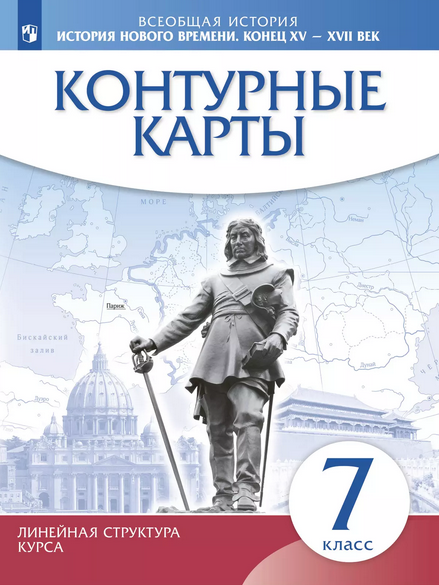 ВСЕОБЩАЯ ИСТОРИЯ
ИСТОРИЯ НОВОГО ВРЕМЕНИ. КОНЕЦ XV – XVII ВЕК
КОНТУРНЫЕ
КАРТЫ
МОРЕ
Париж
Бискайский
залив
Дунай
7
класс
ЛИНЕЙНАЯ СТРУКТУРА
КУРСА